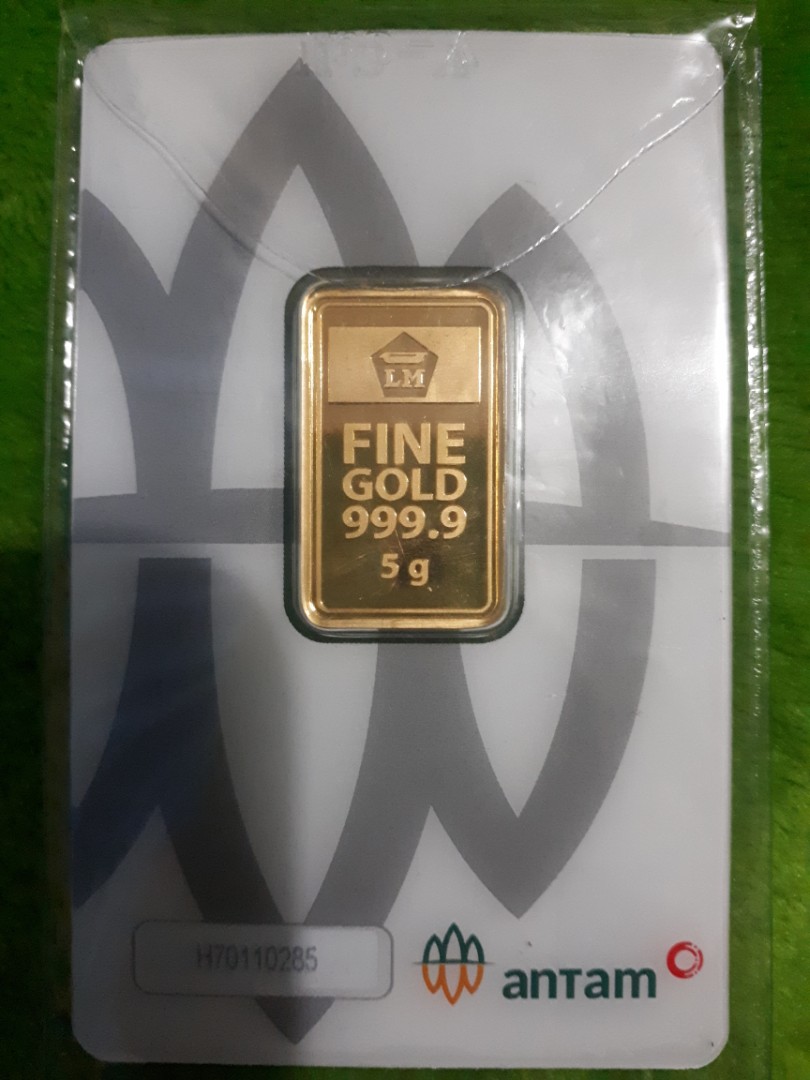 LM
FINE
GOLD
999.9
5 g
H70110285
antam